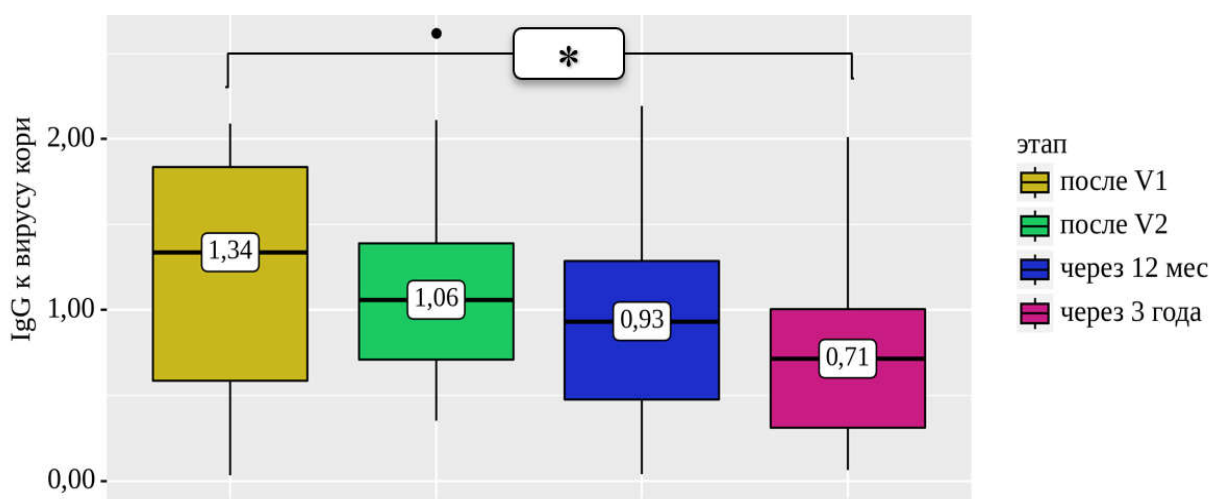 *
IgG к вирусу кори
2,00
1,00
0,00
1,34
1,06
0,93
0,71
этап
после V1
после V2
через 12 мес
через 3 года